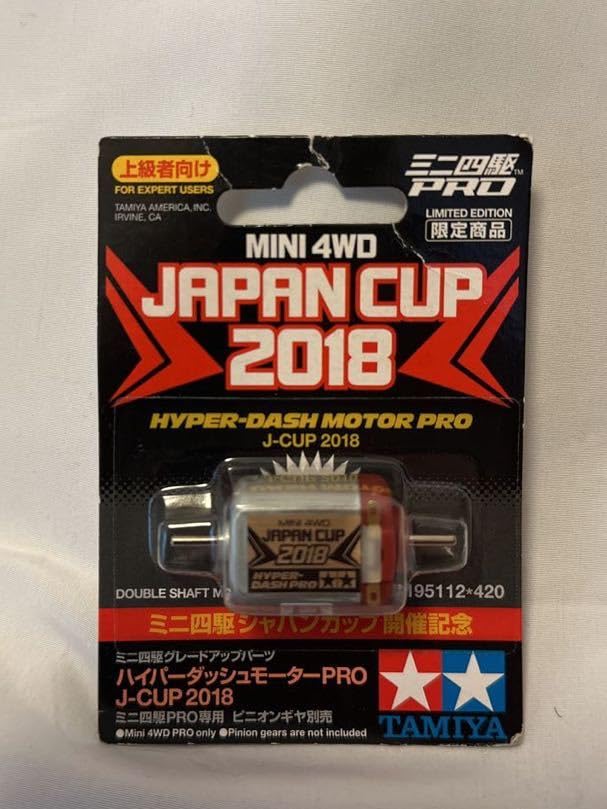 上級者向け
FOR EXPERT USERS
TAMIYA AMERICA, INC.
IRVINE, CA
ミニ四駆™
PRO
LIMITED EDITION
限定商品
MINI 4WD
JAPAN CUP
2018
HYPER-DASH MOTOR PRO
J-CUP 2018
MINI 4WD
JAPAN CUP
2018
HYPER-
DASH PRO
DOUBLE SHAFT
95112*420
ミニ四駆ジャパンカップ開催記念
ミニ四駆グレードアップパーツ
ハイパーダッシュモーターPRO
J-CUP 2018
ミニ四駆PRO専用 ピニオンギヤ別売
●Mini 4WD PRO only ●Pinion gears are not included
TAMIYA